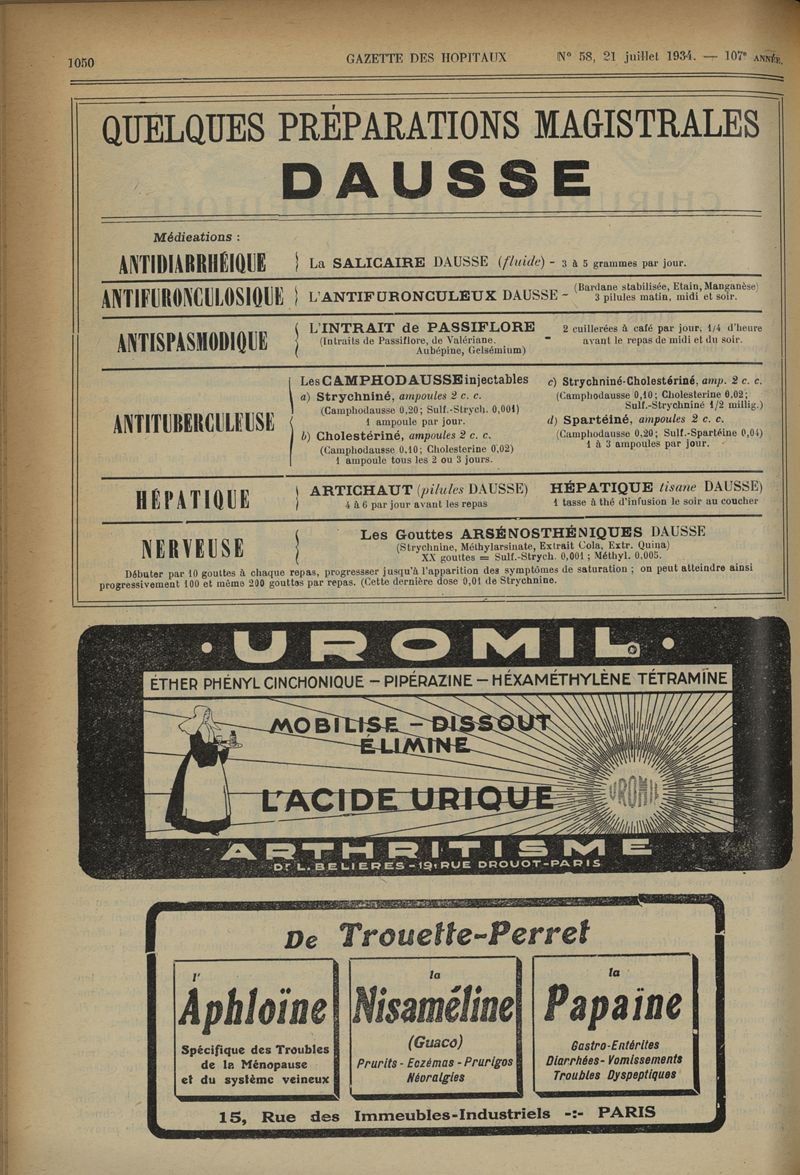 1050 GAZETTE DES HOPITAUX N° 58, 21 juillet 1934. — 107e ANNÉE.
QUELQUES PRÉPARATIONS MAGISTRALES
DAUSSE
Médications :
ANTIDIARRHÉIQUE } La SALICAIRE DAUSSE (fluide) - 3 à 5 grammes par jour.
ANTIFURONCULOSIQUE } L'ANTIFURONCULEUX DAUSSE - (Bardane stabilisée, Etain, Manganèse)
3 pilules matin, midi et soir.
ANTISPASMODIQUE { L'INTRAIT de PASSIFLORE - 2 cuillerées à café par jour, 1/4 d'heure
(Intraits de Passiflore, de Valériane. avant le repas de midi et du soir.
Aubépine, Gelsémium)
ANTITUBERCULEUSE {
Les CAMPHODAUSSE injectables
a) Strychniné, ampoules 2 c. c.
(Camphodausse 0,20; Sulf.-Strych. 0,001)
1 ampoule par jour.
b) Cholestériné, ampoules 2 c. c.
(Camphodausse 0,10; Cholesterine 0,02)
1 ampoule tous les 2 ou 3 jours.
c) Strychniné-Cholestériné, amp. 2 c. c.
(Camphodausse 0,10; Cholesterine 0,02;
Sulf.-Strychniné 1/2 millig.)
d) Spartéiné, ampoules 2 c. c.
(Camphodausse 0,20; Sulf.-Spartéine 0,04)
1 à 3 ampoules par jour.
HÉPATIQUE } ARTICHAUT (pilules DAUSSE) HÉPATIQUE tisane DAUSSE)
4 à 6 par jour avant les repas 1 tasse à thé d'infusion le soir au coucher
NERVEUSE { Les Gouttes ARSÉNOSTHÉNIQUES DAUSSE
(Strychnine, Méthylarsinate, Extrait Cola, Extr. Quina)
XX gouttes = Sulf.-Strych. 0,001 ; Méthyl. 0,005.
Débuter par 10 gouttes à chaque repas, progressser jusqu'à l'apparition des symptômes de saturation ; on peut atteindre ainsi
progressivement 100 et même 200 gouttes par repas. (Cette dernière dose 0,01 de Strychnine.
· UROMIL ·
ÉTHER PHÉNYL CINCHONIQUE – PIPÉRAZINE – HÉXAMÉTHYLÈNE TÉTRAMÏNE
MOBILISE - DISSOUT
ÉLIMINE
L'ACIDE URIQUE
UROMIL
ARTHRITISME
Dr L. BELIERES - 19, RUE DROUOT - PARIS
De Trouette-Perret
l'
Aphloïne
Spécifique des Troubles
de la Ménopause
et du système veineux
la
Nisaméline
(Guaco)
Prurits - Eczémas - Prurigos
Névralgies
la
Papaïne
Gastro-Entérites
Diarrhées - Vomissements
Troubles Dyspeptiques
15, Rue des Immeubles-Industriels -:- PARIS